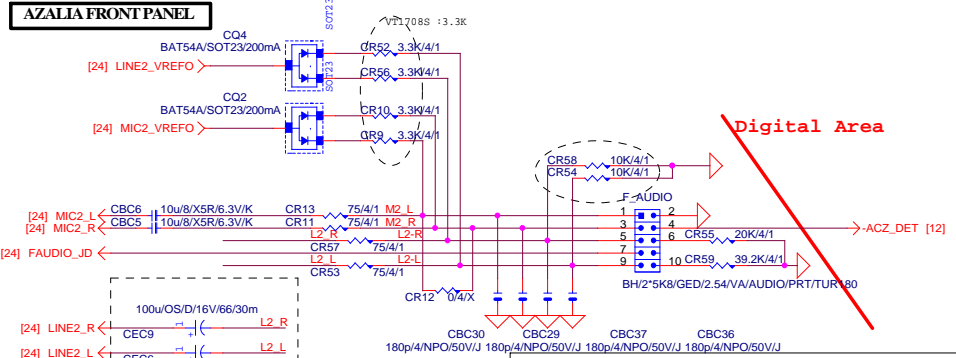 AZALIA FRONT PANEL
SOT23
VT1708S :3.3K
CQ4
BAT54A/SOT23/200mA
CR52 3.3K/4/1
[24] LINE2_VREFO
SOT23
CR56 3.3K/4/1
CQ2
BAT54A/SOT23/200mA
CR10 3.3K/4/1
[24] MIC2_VREFO
CR9 3.3K/4/1
Digital Area
CR58 10K/4/1
CR54 10K/4/1
F_AUDIO
CBC6 10u/8/X5R/6.3V/K CR13 75/4/1 M2_L
1 2
[24] MIC2_L
CBC5 10u/8/X5R/6.3V/K CR11 75/4/1 M2_R
3 4
[24] MIC2_R
-ACZ_DET [12]
L2_R L2-R
5 6 CR55 20K/4/1
[24] FAUDIO_JD
CR57 75/4/1
7
L2_L L2-L
9 10 CR59 39.2K/4/1
CR53 75/4/1
BH/2*5K8/GED/2.54/VA/AUDIO/PRT/TUR180
CR12 0/4/X
100u/OS/D/16V/66/30m
[24] LINE2_R
1
+
L2_R
CEC9
CBC30 CBC29 CBC37 CBC36
180p/4/NPO/50V/J 180p/4/NPO/50V/J 180p/4/NPO/50V/J 180p/4/NPO/50V/J
[24] LINE2_L
1
L2_L